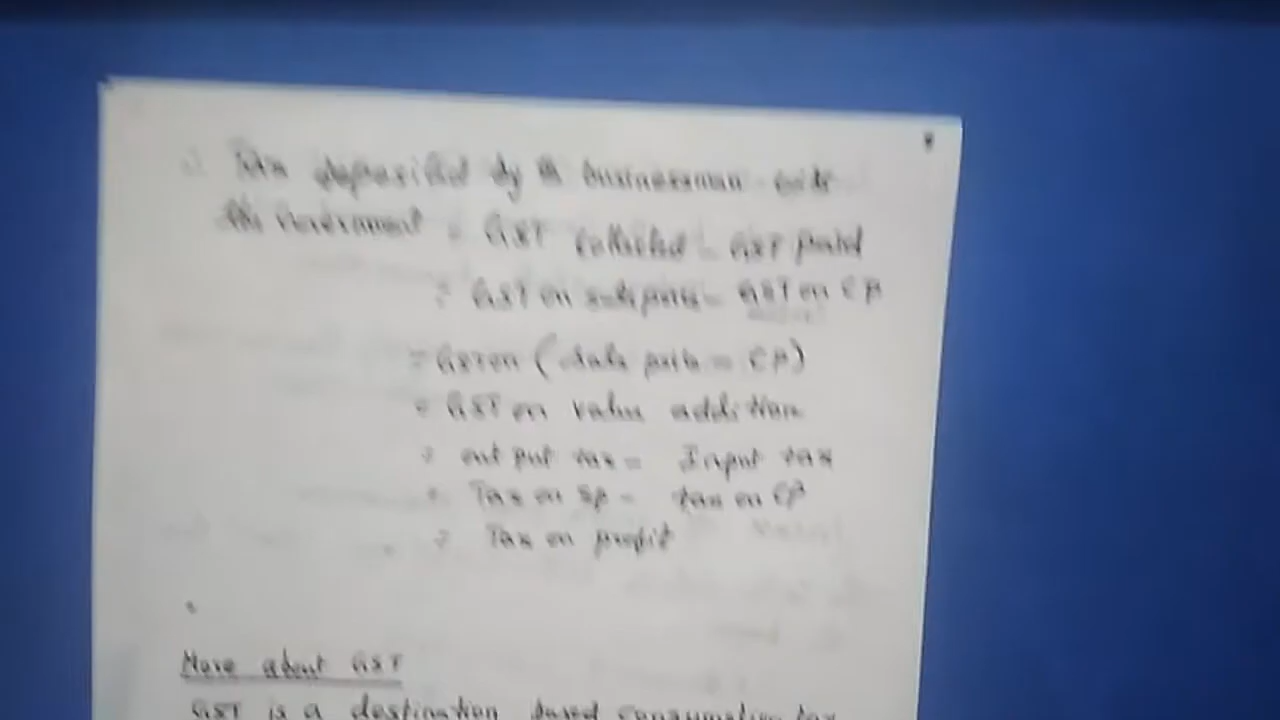 ∴ Tax deposited by a businessman with
the Government = GST collected - GST paid
= GST on sale price - GST on CP
= GST on (Sale price - CP)
= GST on value addition
= out put tax - Input tax
= Tax on SP - tax on CP
= Tax on profit
More about GST
GST is a destination based consumption tax